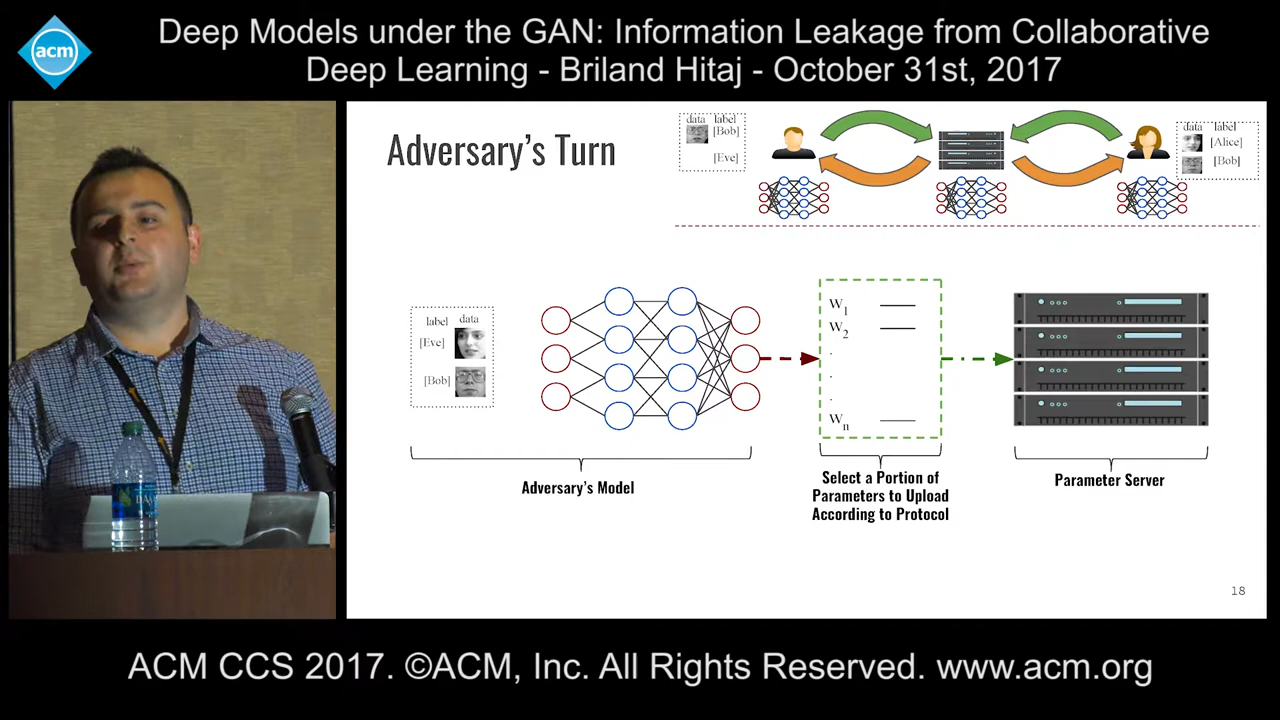 Deep Models under the GAN: Information Leakage from Collaborative
Deep Learning - Briland Hitaj - October 31st, 2017
acm
Adversary's Turn
data label
[Bob]
[Eve]
data label
[Alice]
[Bob]
label data
[Eve]
[Bob]
W1
W2
.
.
.
Wn
Adversary's Model
Select a Portion of
Parameters to Upload
According to Protocol
Parameter Server
18
ACM CCS 2017. ©ACM, Inc. All Rights Reserved. www.acm.org